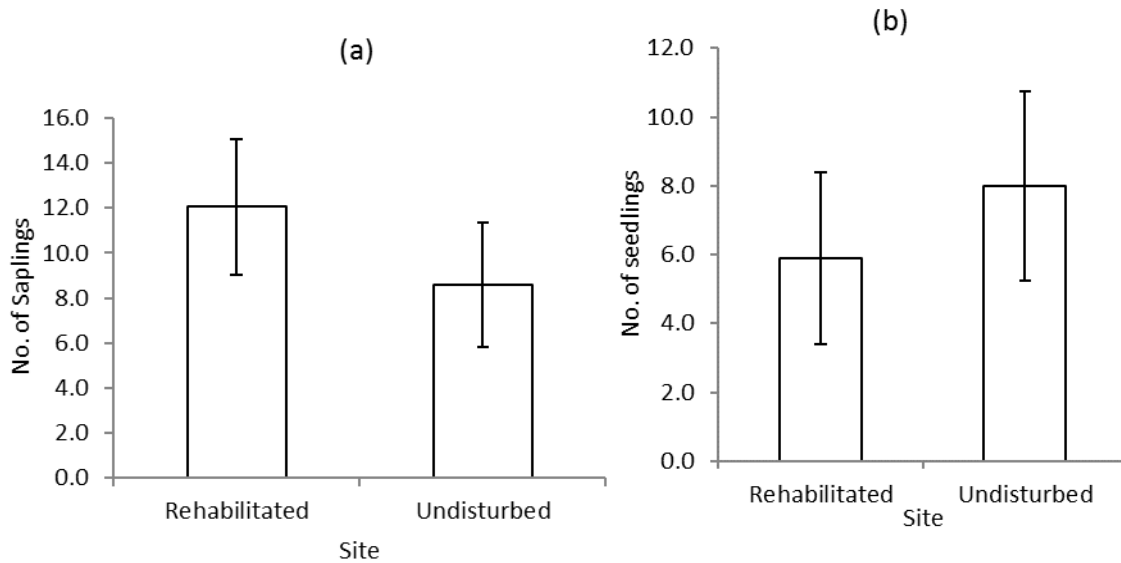 (a)
No. of Saplings
16.0
14.0
12.0
10.0
8.0
6.0
4.0
2.0
0.0
Rehabilitated Undisturbed
Site
(b)
No. of seedlings
12.0
10.0
8.0
6.0
4.0
2.0
0.0
Rehabilitated Undisturbed
Site